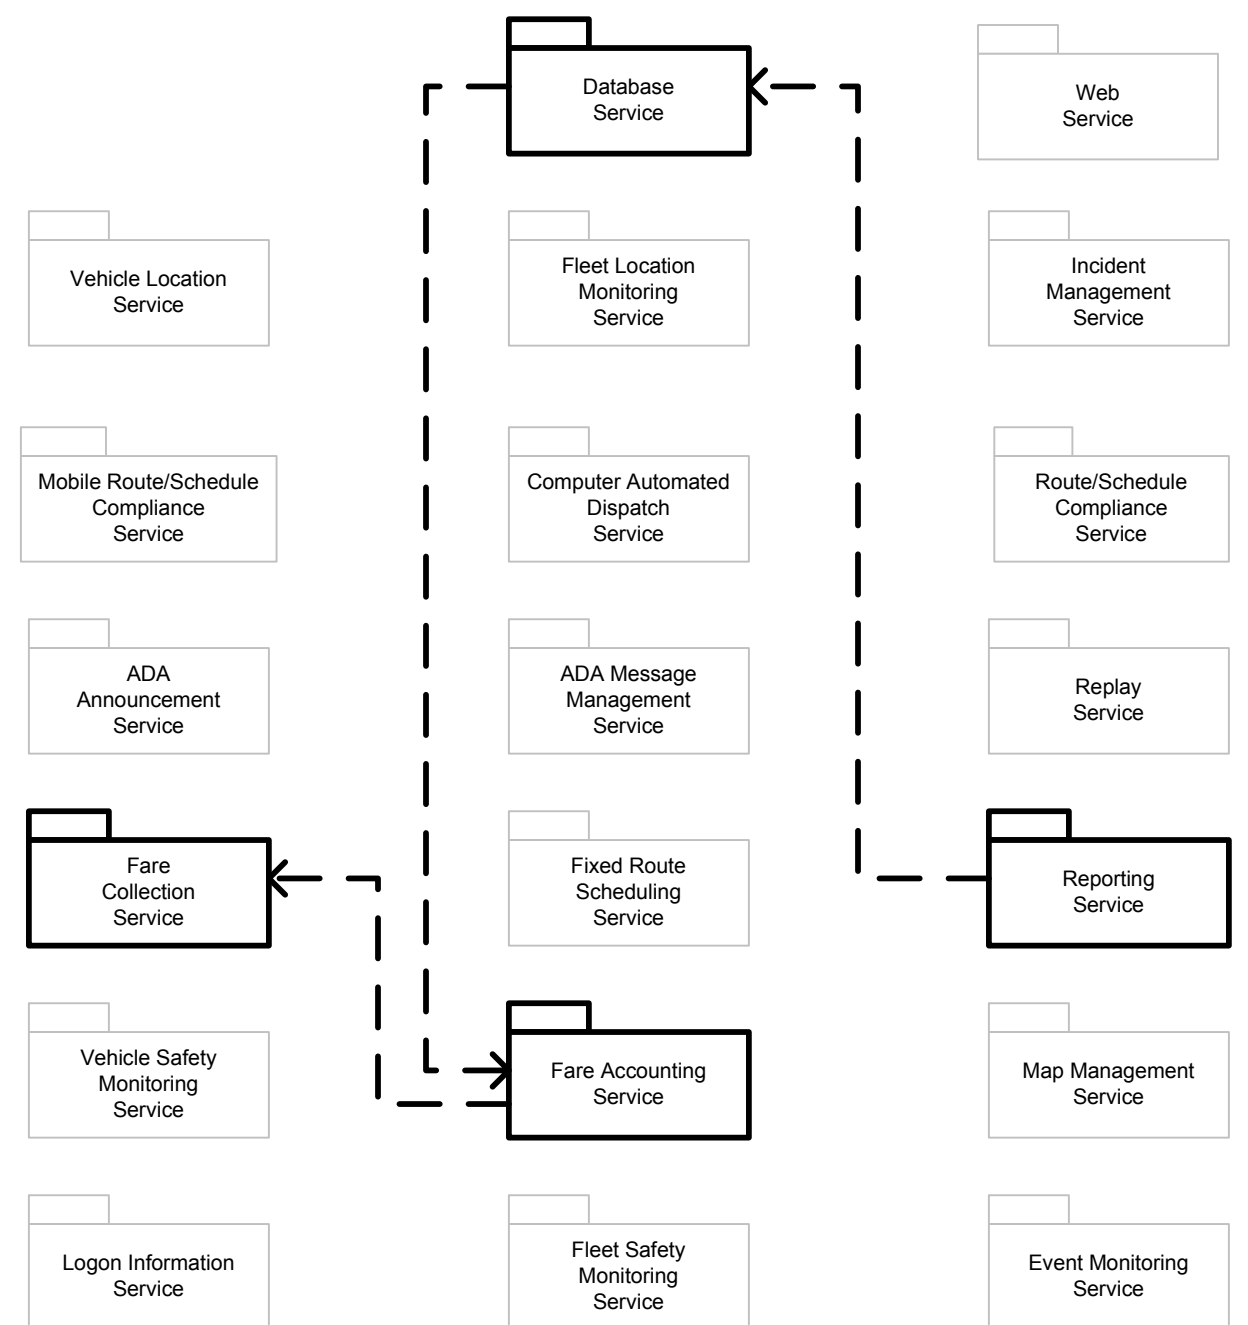 Database
Service
Web
Service
Vehicle Location
Service
Fleet Location
Monitoring
Service
Incident
Management
Service
Mobile Route/Schedule
Compliance
Service
Computer Automated
Dispatch
Service
Route/Schedule
Compliance
Service
ADA
Announcement
Service
ADA Message
Management
Service
Replay
Service
Fare
Collection
Service
Fixed Route
Scheduling
Service
Reporting
Service
Vehicle Safety
Monitoring
Service
Fare Accounting
Service
Map Management
Service
Logon Information
Service
Fleet Safety
Monitoring
Service
Event Monitoring
Service